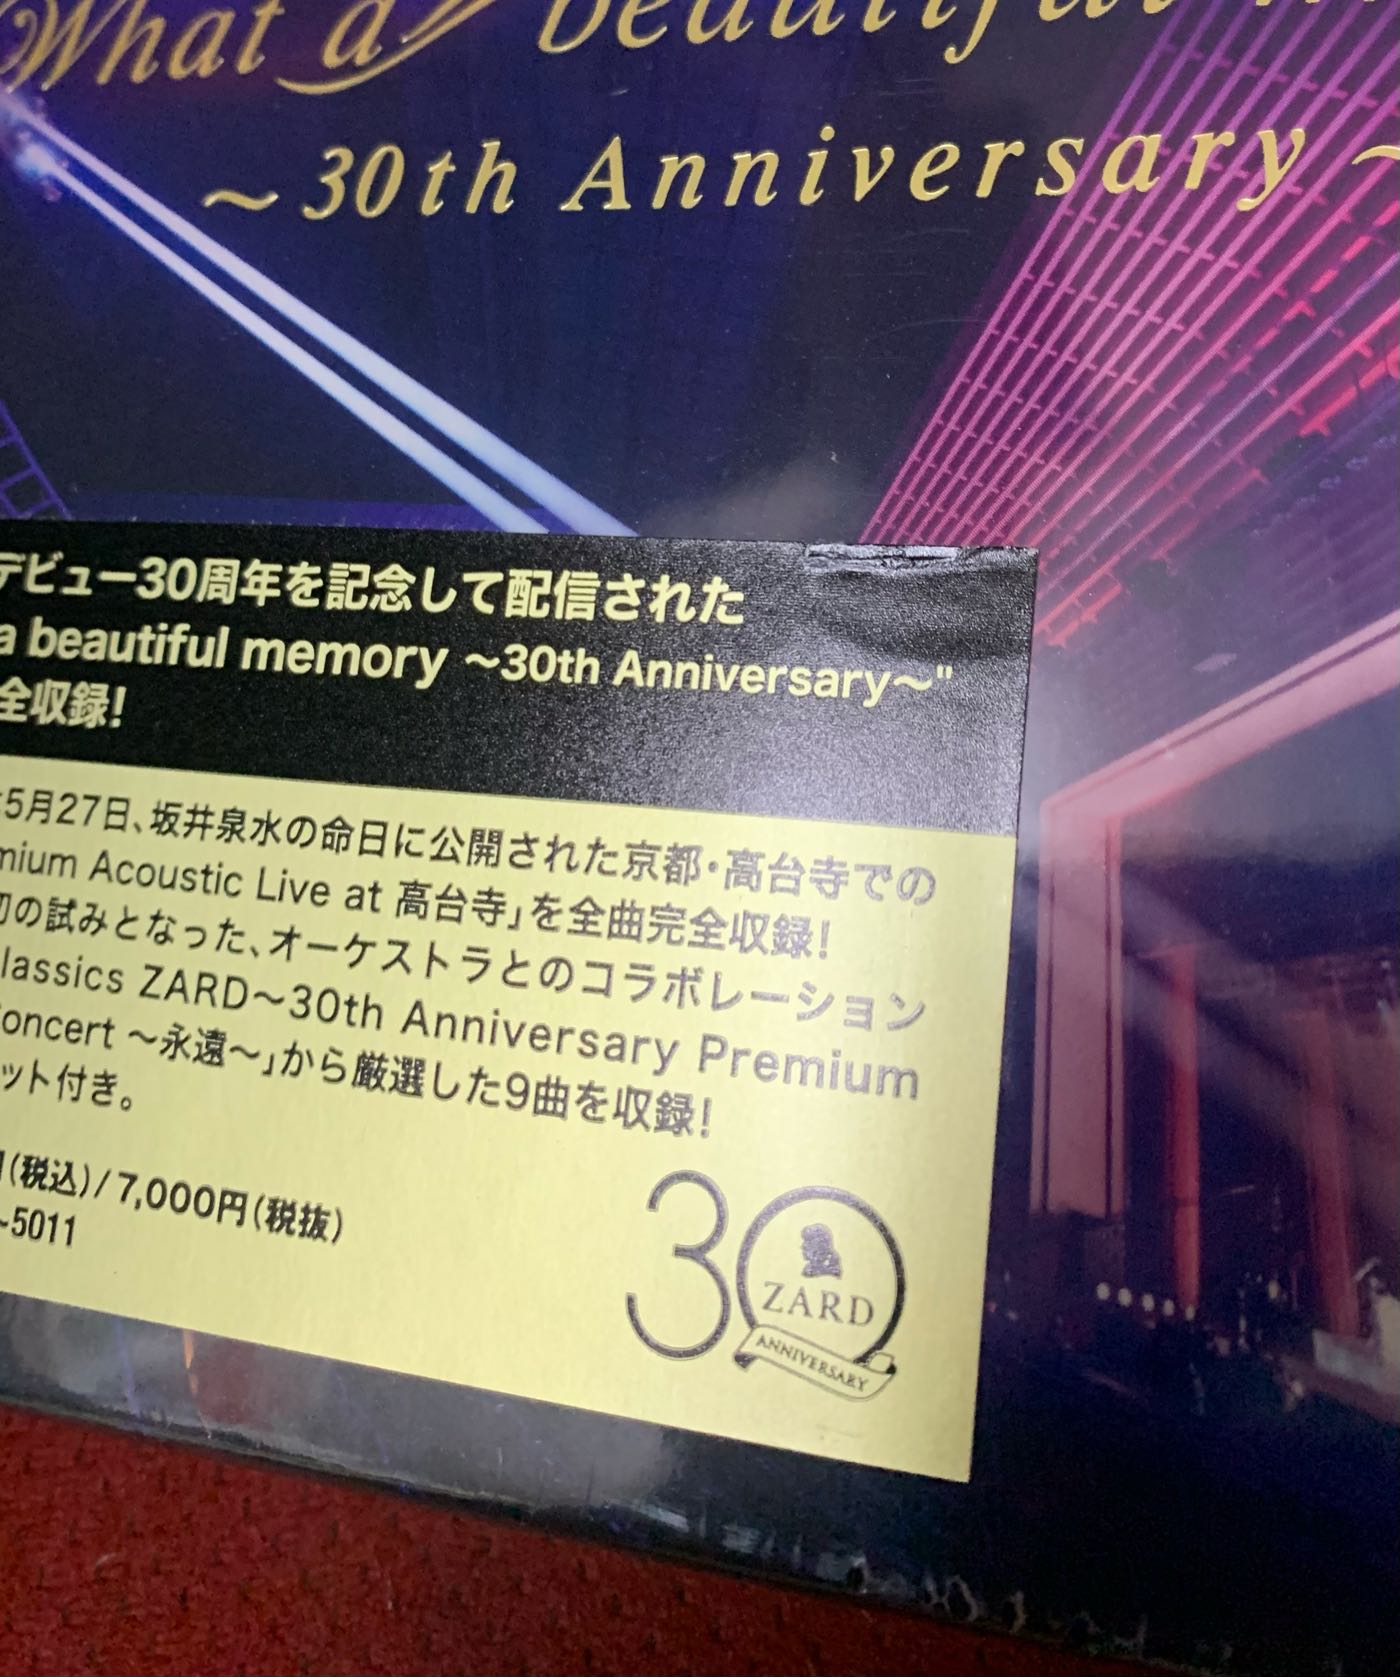 What a beautiful
～30th Anniversary～
デビュー30周年を記念して配信された
a beautiful memory ～30th Anniversary～"
全収録！
5月27日、坂井泉水の命日に公開された京都・高台寺での
mium Acoustic Live at 高台寺」を全曲完全収録！
の試みとなった、オーケストラとのコラボレーション
lassics ZARD～30th Anniversary Premium
oncert ～永遠～」から厳選した9曲を収録！
ット付き。
(税込)/7,000円(税抜)
-5011
30
ZARD
ANNIVERSARY